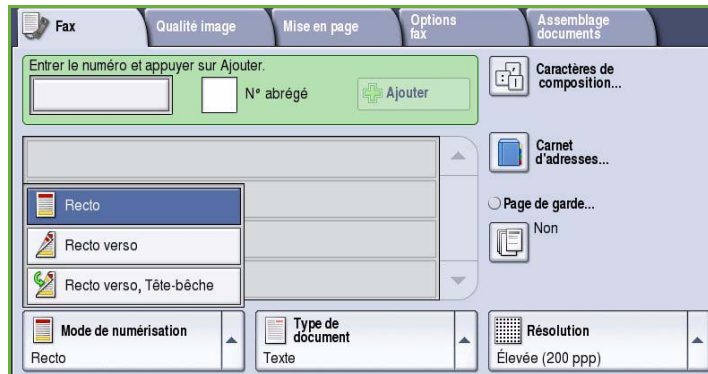 Fax
Qualité image
Mise en page
Options
fax
Assemblage
documents
Entrer le numéro et appuyer sur Ajouter.
N° abrégé
Ajouter
Caractères de
composition...
Carnet
d'adresses...
Page de garde...
Non
Recto
Recto verso
Recto verso, Tête-bêche
Mode de numérisation
Recto
Type de
document
Texte
Résolution
Élevée (200 ppp)